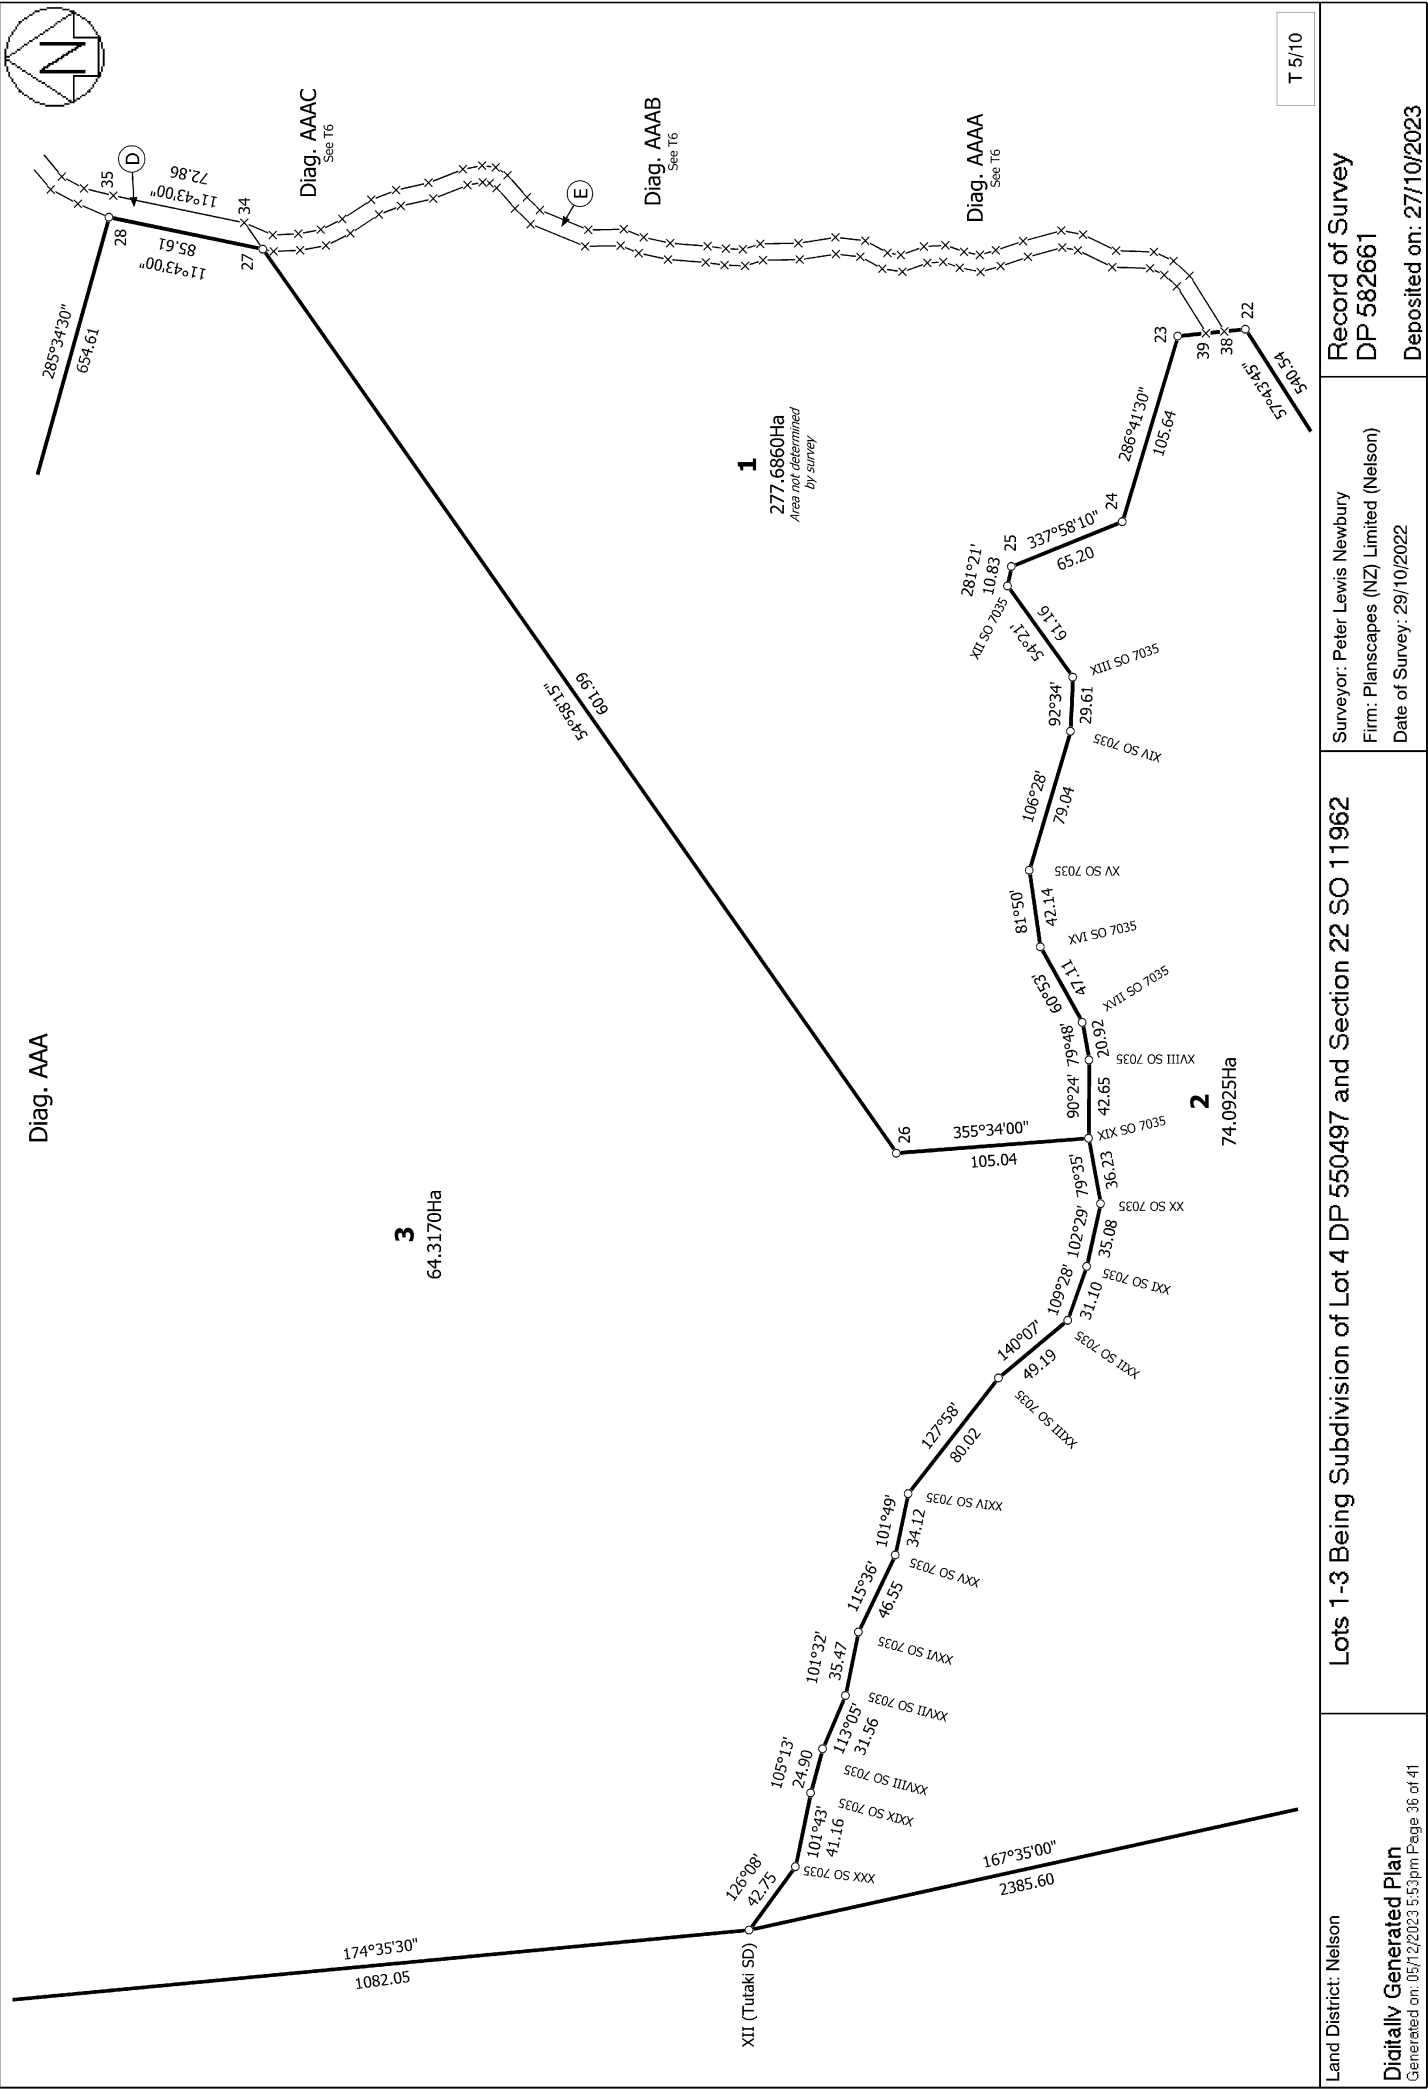 N
Diag. AAA
T 5/10
285°34'30"
654.61
28
35
D
11°43'00"
72.86
11°43'00"
85.61
27
34
Diag. AAAC
See T6
Diag. AAAB
See T6
E
Diag. AAAA
See T6
1
277.6860Ha
Area not determined
by survey
54°58'15"
601.99
3
64.3170Ha
2
74.0925Ha
26
355°34'00"
105.04
23
39
38
22
57°43'45"
540.54
286°41'30"
105.64
24
337°58'10"
65.20
25
281°21'
10.83
XII SO 7035
54°21'
61.16
XIII SO 7035
92°34'
29.61
XIV SO 7035
106°28'
79.04
XV SO 7035
81°50'
42.14
XVI SO 7035
60°53'
47.11
XVII SO 7035
79°48'
20.92
XVIII SO 7035
90°24'
42.65
XIX SO 7035
79°35'
36.23
XX SO 7035
102°29'
35.08
XXI SO 7035
109°28'
31.10
XXII SO 7035
140°07'
49.19
XXIII SO 7035
127°58'
80.02
XXIV SO 7035
101°49'
34.12
XXV SO 7035
115°36'
46.55
XXVI SO 7035
101°32'
35.47
XXVII SO 7035
113°05'
31.56
XXVIII SO 7035
105°13'
24.90
XXIX SO 7035
101°43'
41.16
XXX SO 7035
126°08'
42.75
XII (Tutaki SD)
174°35'30"
1082.05
167°35'00"
2385.60
Land District: Nelson
Digitally Generated Plan
Generated on: 05/12/2023 5:53pm Page 36 of 41
Lots 1-3 Being Subdivision of Lot 4 DP 550497 and Section 22 SO 11962
Surveyor: Peter Lewis Newbury
Firm: Planscapes (NZ) Limited (Nelson)
Date of Survey: 29/10/2022
Record of Survey
DP 582661
Deposited on: 27/10/2023